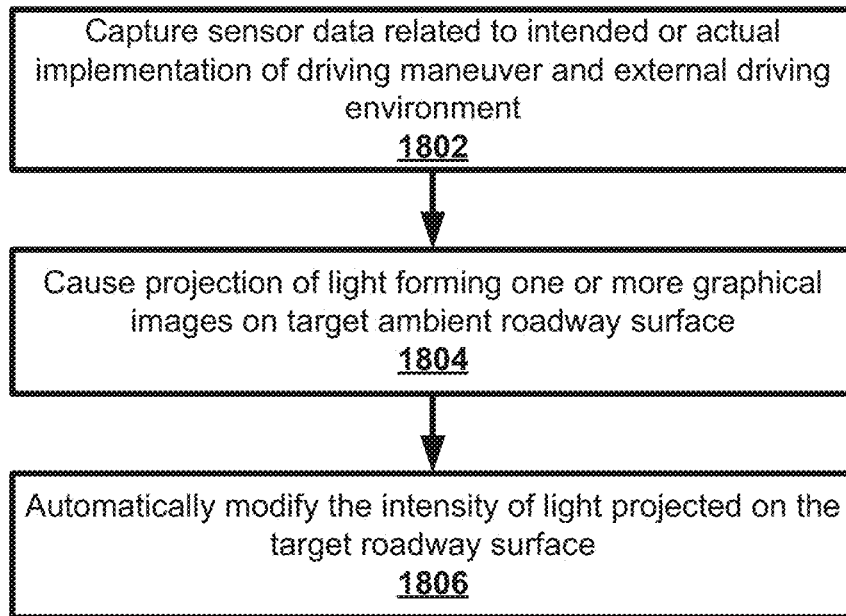 Capture sensor data related to intended or actual
implementation of driving maneuver and external driving
environment
1802
Cause projection of light forming one or more graphical
images on target ambient roadway surface
1804
Automatically modify the intensity of light projected on the
target roadway surface
1806